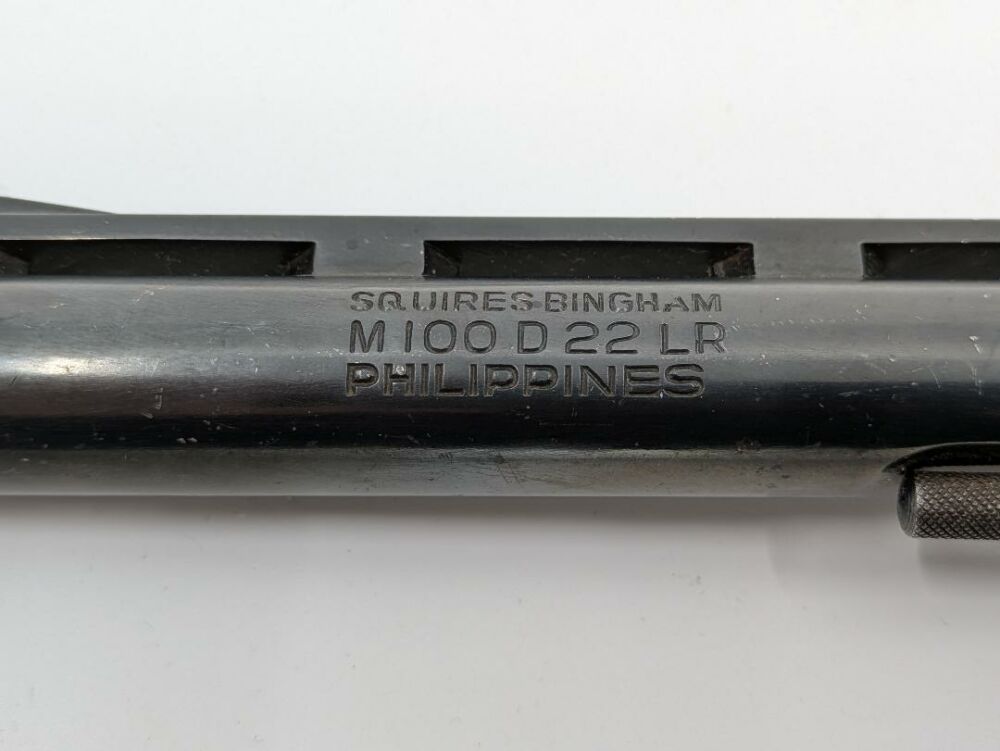 SQUIRES BINGHAM
M 100 D 22 LR
PHILIPPINES